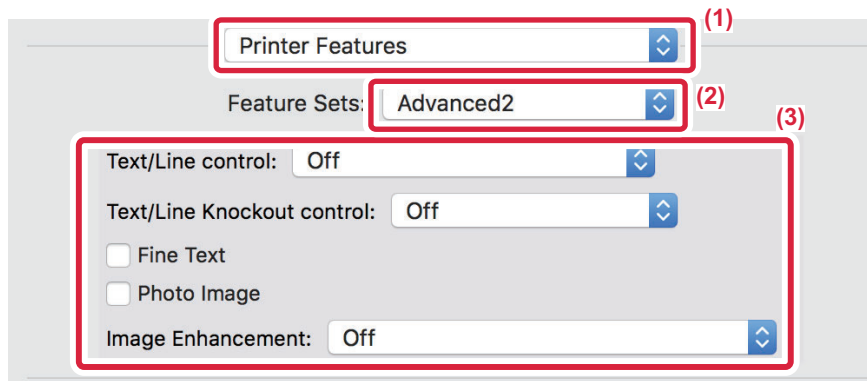 (1)
Printer Features
Feature Sets: Advanced2
(2)
(3)
Text/Line control: Off
Text/Line Knockout control: Off
Fine Text
Photo Image
Image Enhancement: Off